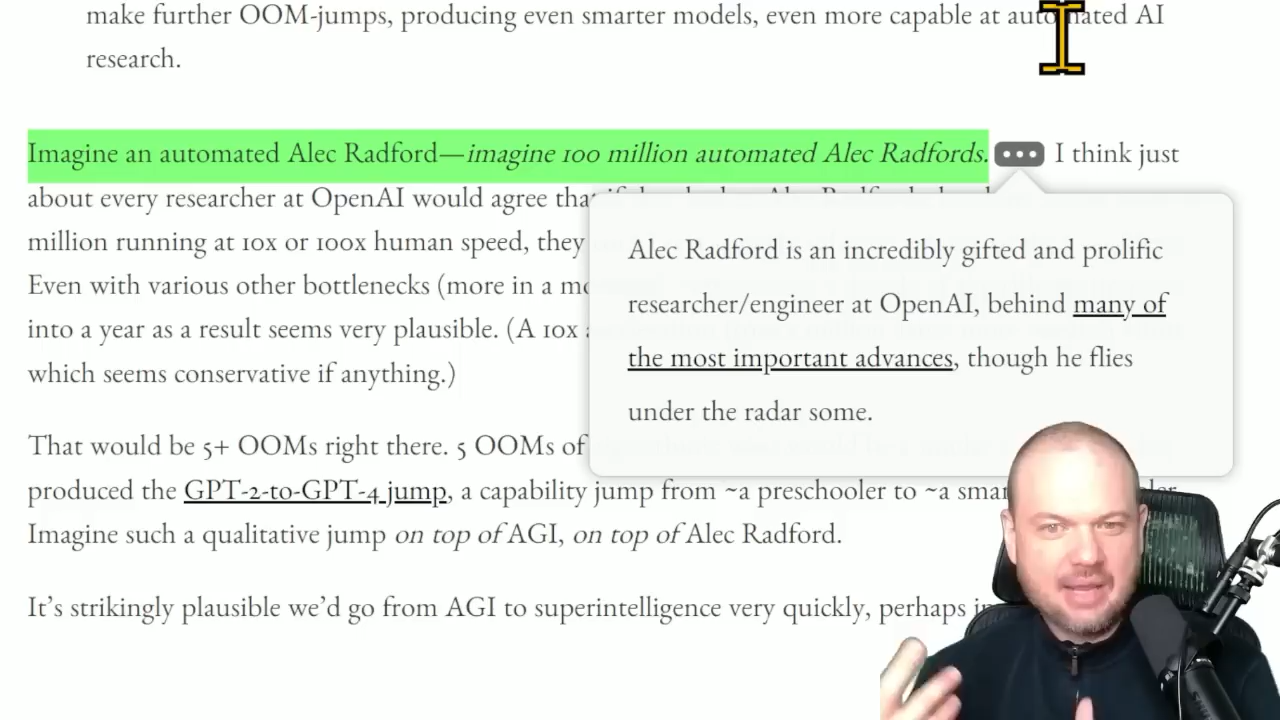 make further OOM-jumps, producing even smarter models, even more capable at automated AI
research.
Imagine an automated Alec Radford—imagine 100 million automated Alec Radfords. I think just
about every researcher at OpenAI would agree that
million running at 10x or 100x human speed, they
Even with various other bottlenecks (more in a
into a year as a result seems very plausible. (A 10x
which seems conservative if anything.)
Alec Radford is an incredibly gifted and prolific
researcher/engineer at OpenAI, behind many of
the most important advances, though he flies
under the radar some.
That would be 5+ OOMs right there. 5 OOMs of
produced the GPT-2-to-GPT-4 jump, a capability jump from ~a preschooler to ~a
Imagine such a qualitative jump on top of AGI, on top of Alec Radford.
It's strikingly plausible we'd go from AGI to superintelligence very quickly, perhaps